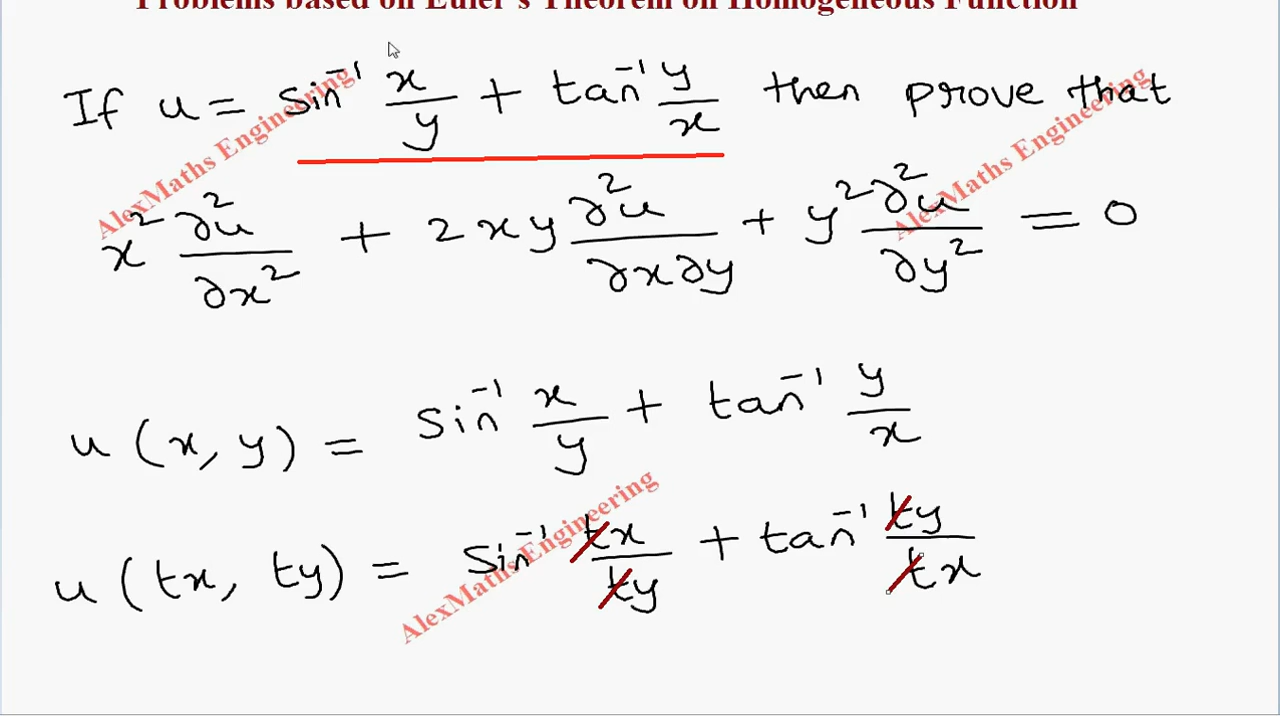 Problems based on Euler's Theorem on Homogeneous Function
If u = sin⁻¹ x/y + tan⁻¹ y/x then prove that
x² ∂²u/∂x² + 2xy ∂²u/∂x∂y + y² ∂²u/∂y² = 0
u (x, y) = sin⁻¹ x/y + tan⁻¹ y/x
u (tx, ty) = sin⁻¹ tx/ty + tan⁻¹ ty/tx
AlexMaths Engineering
AlexMaths Engineering
AlexMaths Engineering